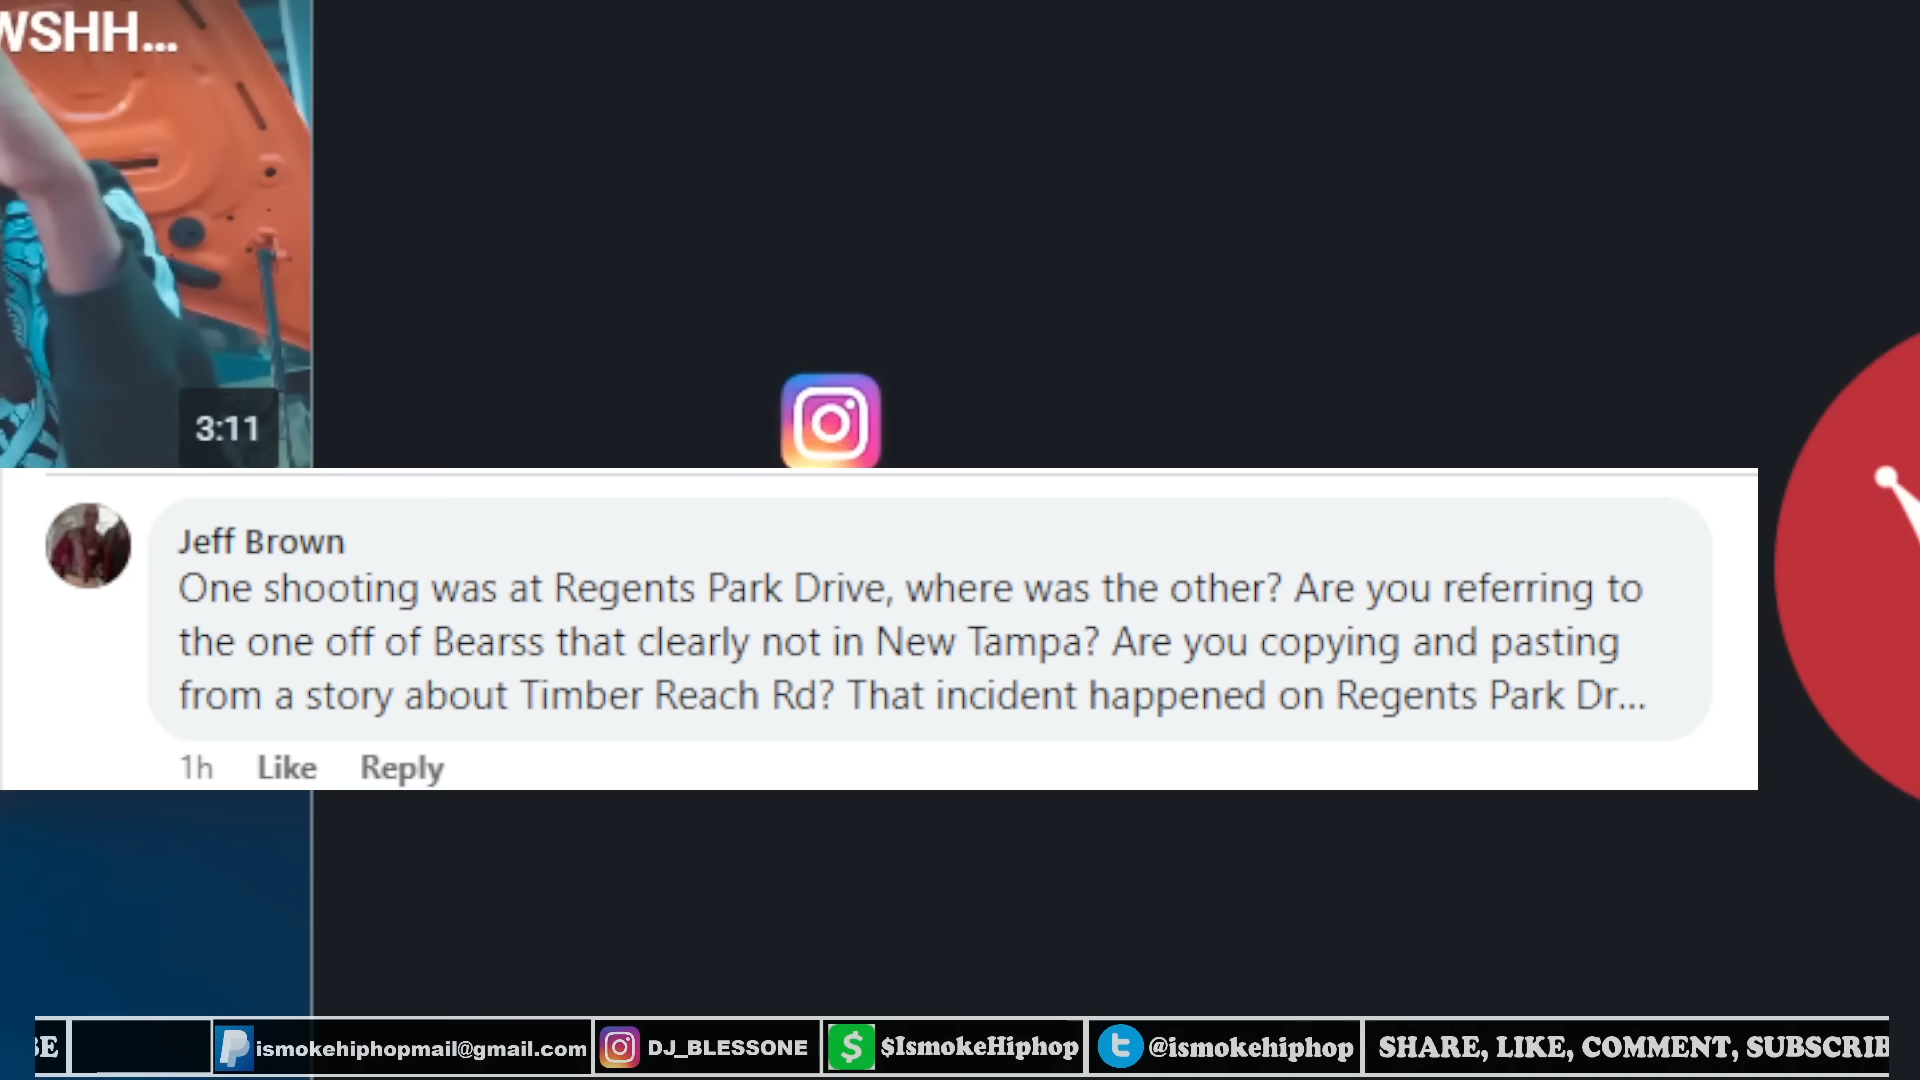 WSHH...
3:11
Jeff Brown
One shooting was at Regents Park Drive, where was the other? Are you referring to
the one off of Bearss that clearly not in New Tampa? Are you copying and pasting
from a story about Timber Reach Rd? That incident happened on Regents Park Dr...
1h Like Reply
BE ismokehiphopmail@gmail.com DJ_BLESSONE $IsmokeHiphop @ismokehiphop SHARE, LIKE, COMMENT, SUBSCRIB